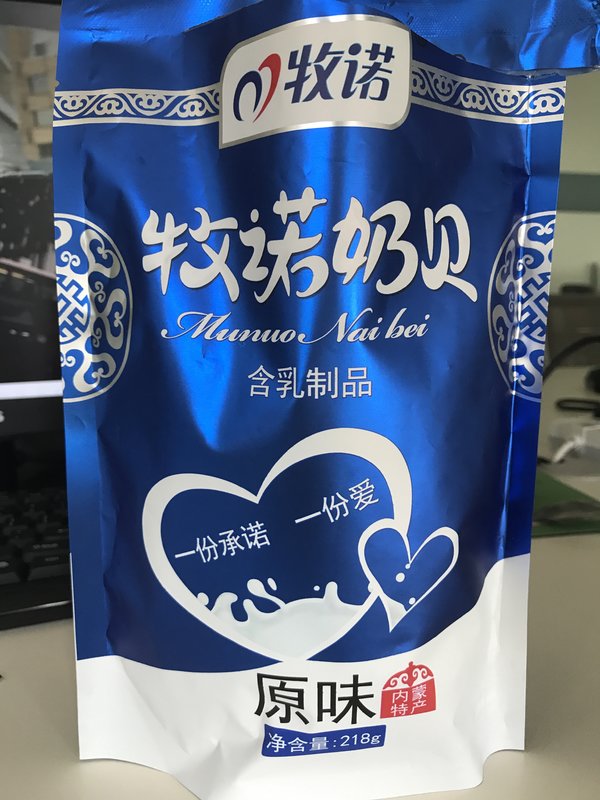 牧诺
牧诺奶贝
Munuo Nai bei
含乳制品
一份承诺 一份爱
原味
内蒙
特产
净含量:218g